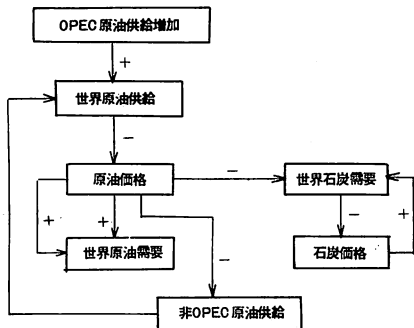 OPEC原油供給増加
+
世界原油供給
−
原油価格
−
世界石炭需要
+
+
−
+
世界原油需要
石炭価格
−
非OPEC原油供給